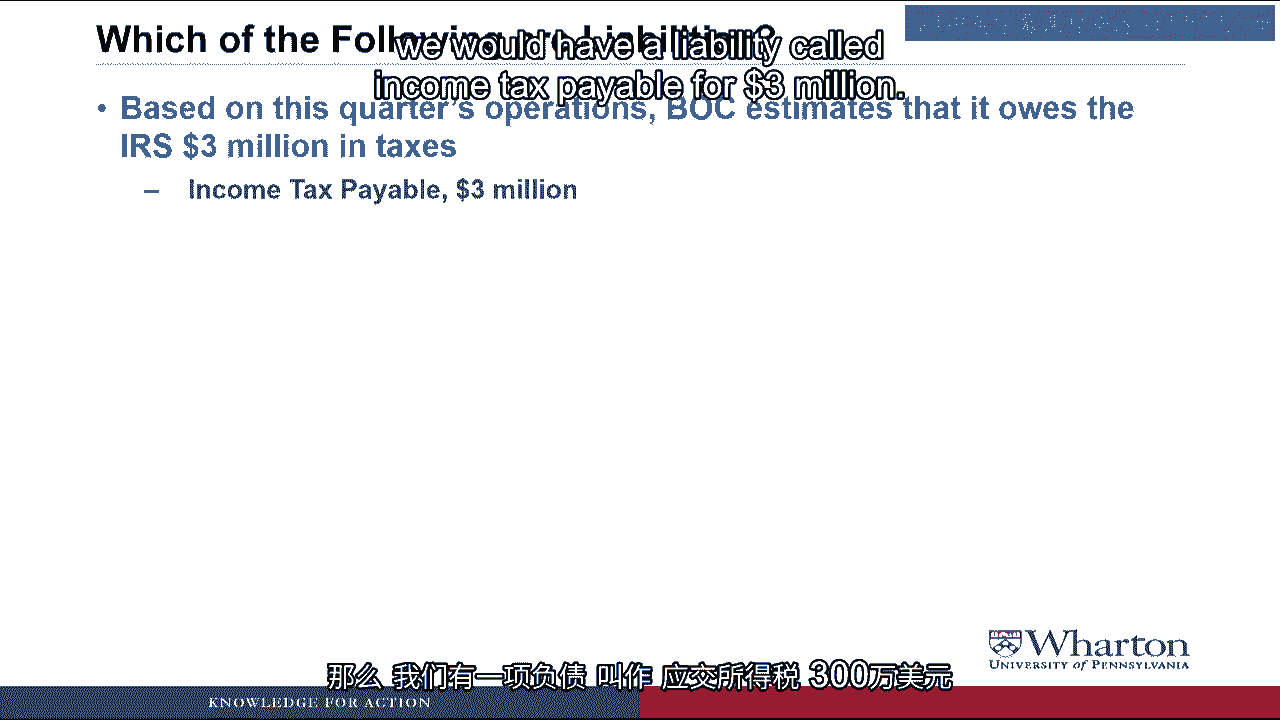 Which of the Following are Liabilities?
we would have a liability called
income tax payable for $3 million.
• Based on this quarter's operations, BOC estimates that it owes the
IRS $3 million in taxes
– Income Tax Payable, $3 million
Wharton
UNIVERSITY of PENNSYLVANIA
那么 我们有一项负债 叫作 应交所得税 300万美元
KNOWLEDGE FOR ACTION